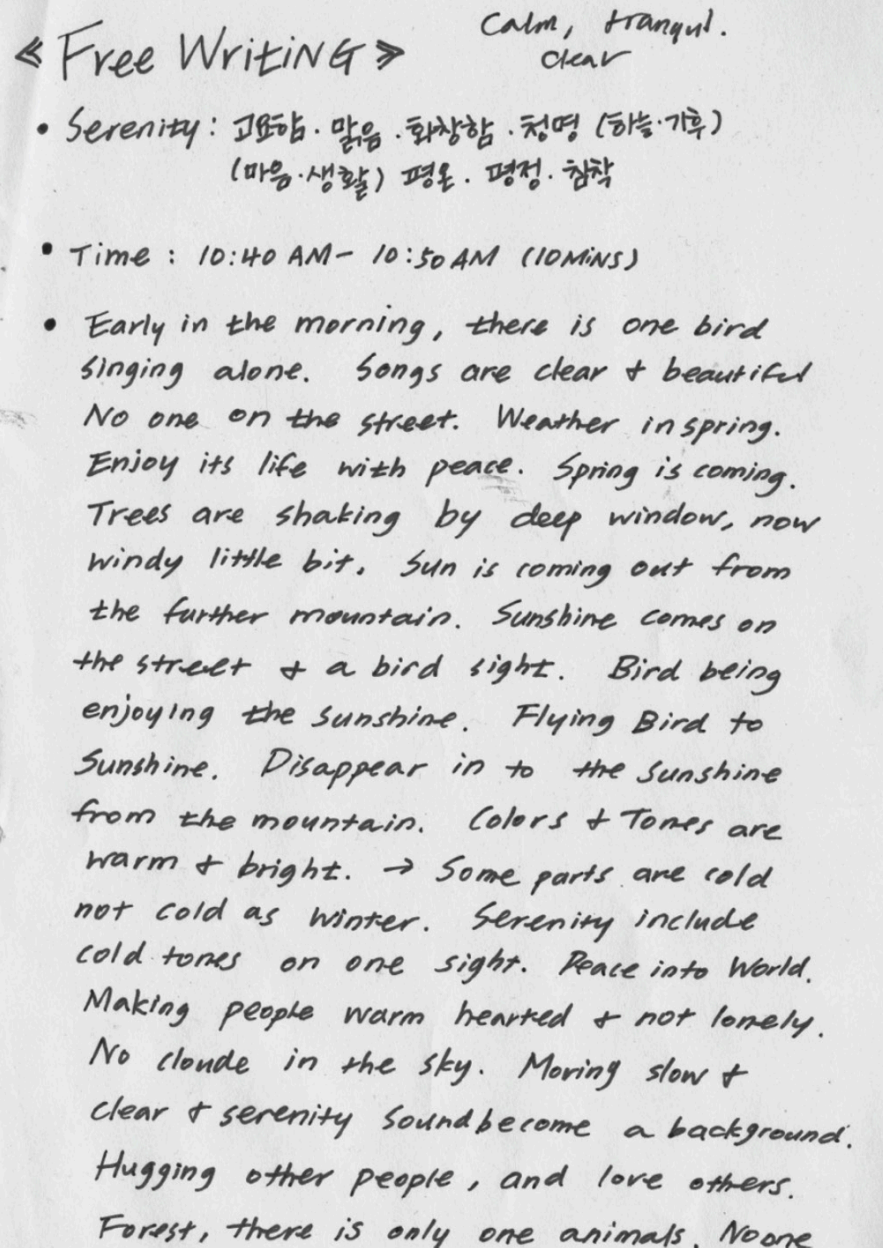 Calm, tranqul.
≪ Free WRitiNG ≫ clear
• Serenity : 고요함 · 맑음 · 화창함 · 청명 (하늘·기후)
(마음·생활) 평온 · 평정 · 침착
• Time : 10:40 AM - 10:50 AM (10MiNS)
• Early in the morning, there is one bird
singing alone. Songs are clear & beautiful
No one on the street. Weather in spring.
Enjoy its life with peace. Spring is coming.
Trees are shaking by deep window, now
windy little bit. Sun is coming out from
the further mountain. Sunshine comes on
the street & a bird sight. Bird being
enjoying the sunshine. Flying Bird to
Sunshine. Disappear in to the sunshine
from the mountain. Colors & Tones are
warm & bright. → Some parts are cold
not cold as winter. Serenity include
cold tones on one sight. Peace into World.
Making people warm hearted & not lonely.
No cloude in the sky. Moring slow &
clear & serenity Sound become a background.
Hugging other people, and love others.
Forest, there is only one animals. No one